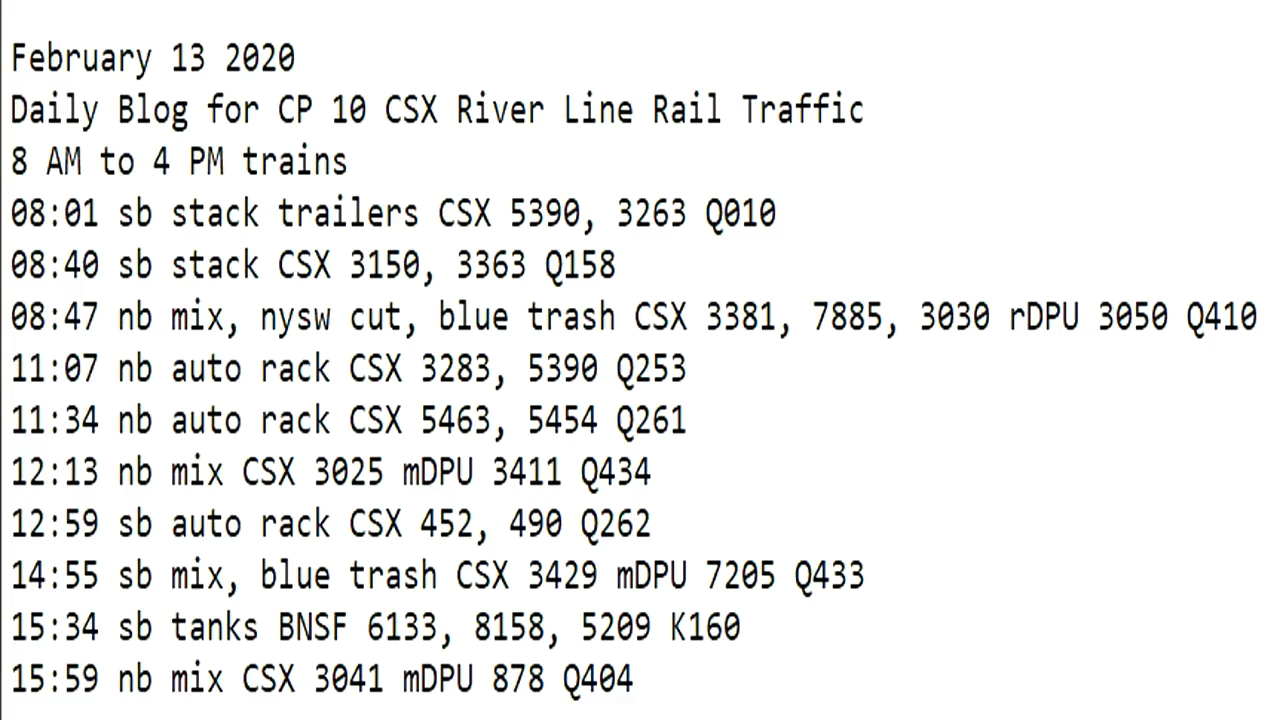 February 13 2020
Daily Blog for CP 10 CSX River Line Rail Traffic
8 AM to 4 PM trains
08:01 sb stack trailers CSX 5390, 3263 Q010
08:40 sb stack CSX 3150, 3363 Q158
08:47 nb mix, nysw cut, blue trash CSX 3381, 7885, 3030 rDPU 3050 Q410
11:07 nb auto rack CSX 3283, 5390 Q253
11:34 nb auto rack CSX 5463, 5454 Q261
12:13 nb mix CSX 3025 mDPU 3411 Q434
12:59 sb auto rack CSX 452, 490 Q262
14:55 sb mix, blue trash CSX 3429 mDPU 7205 Q433
15:34 sb tanks BNSF 6133, 8158, 5209 K160
15:59 nb mix CSX 3041 mDPU 878 Q404